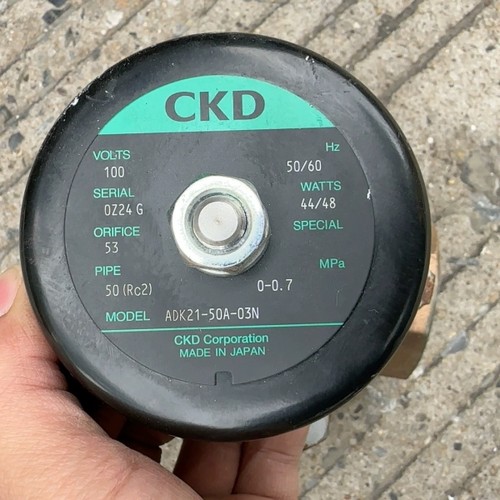 CKD
VOLTS Hz
100 50/60
SERIAL WATTS
0Z24 G 44/48
ORIFICE SPECIAL
53
PIPE MPa
50 (Rc2) 0-0.7
MODEL ADK21-50A-03N
CKD Corporation
MADE IN JAPAN